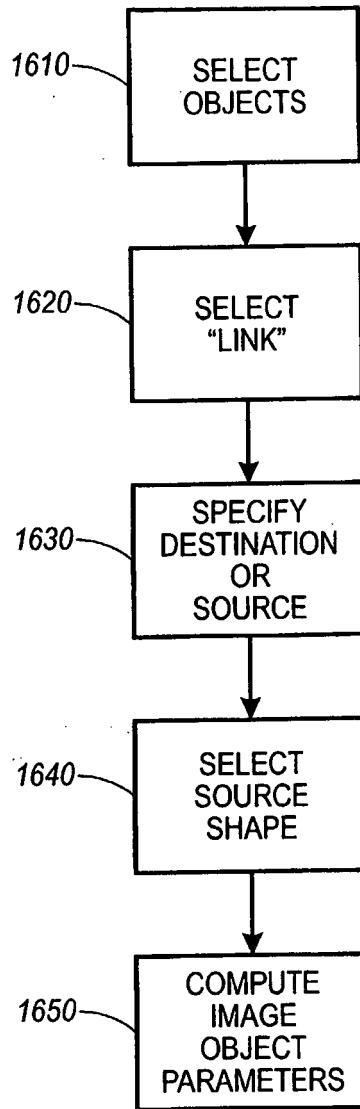 1610
SELECT
OBJECTS
1620
SELECT
“LINK”
1630
SPECIFY
DESTINATION
OR
SOURCE
1640
SELECT
SOURCE
SHAPE
1650
COMPUTE
IMAGE
OBJECT
PARAMETERS